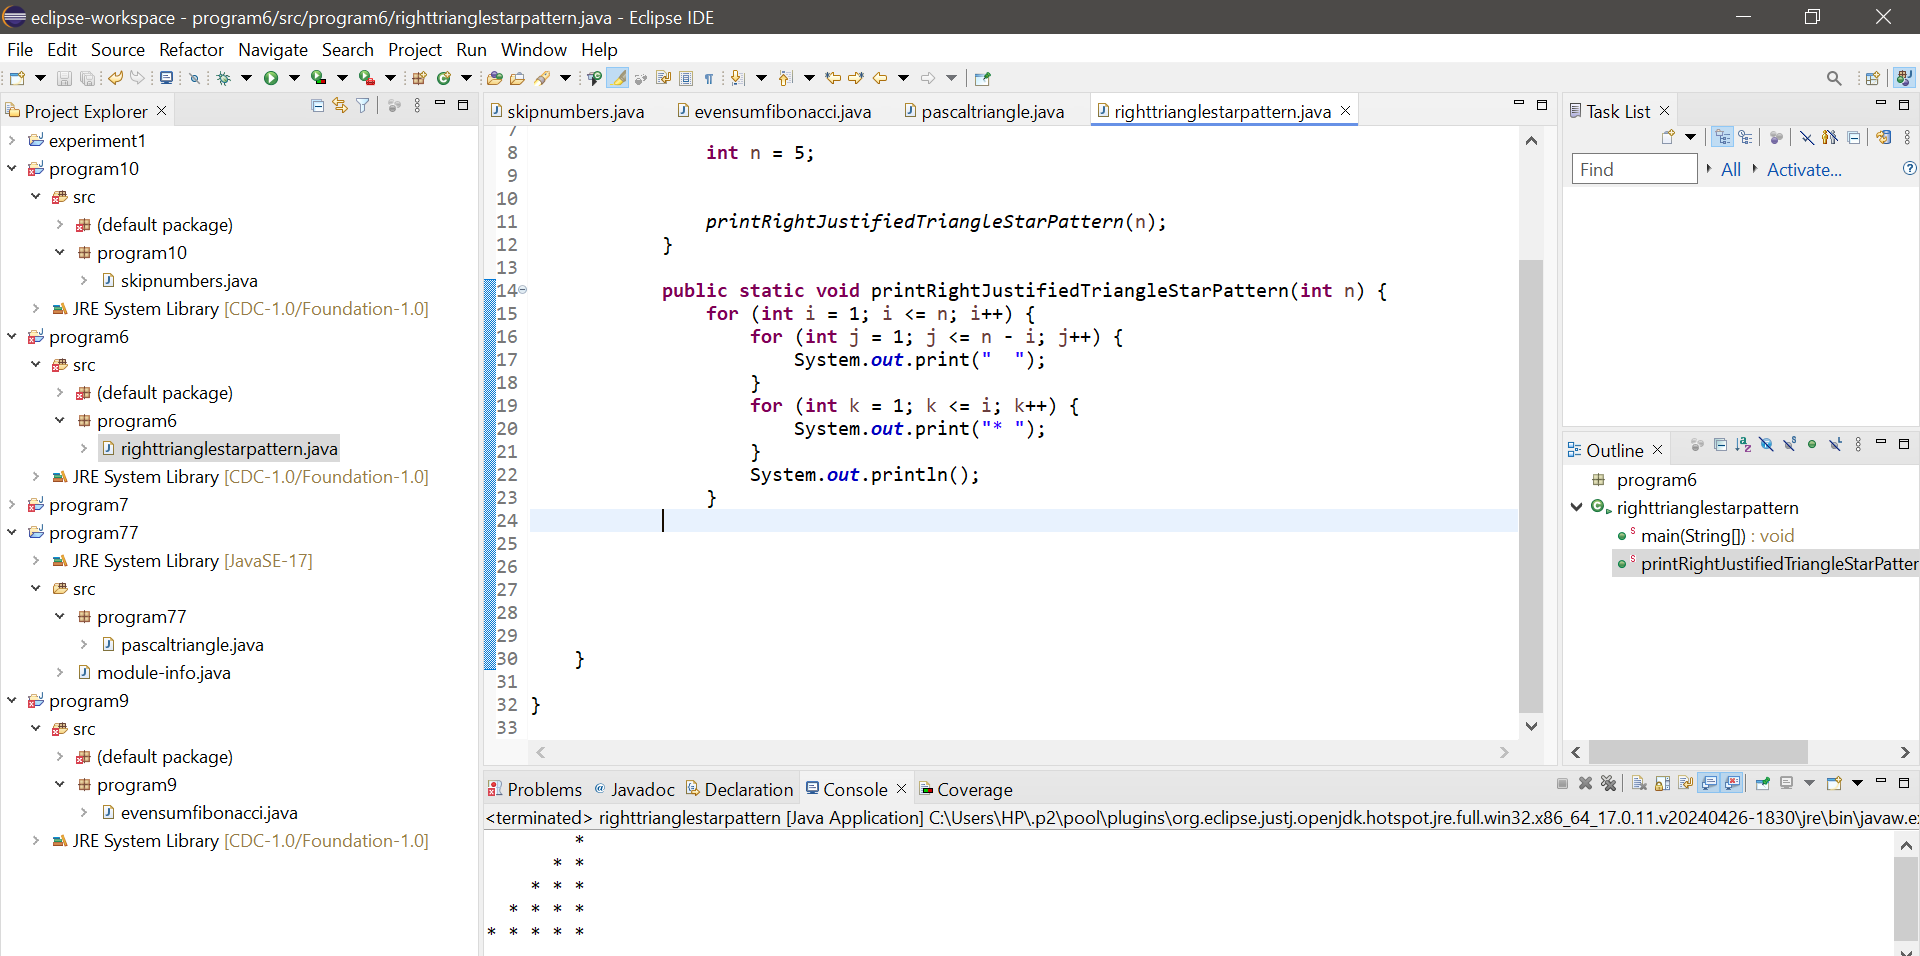 eclipse-workspace - program6/src/program6/righttrianglestarpattern.java - Eclipse IDE
File Edit Source Refactor Navigate Search Project Run Window Help
Project Explorer
experiment1
program10
src
(default package)
program10
skipnumbers.java
JRE System Library [CDC-1.0/Foundation-1.0]
program6
src
(default package)
program6
righttrianglestarpattern.java
JRE System Library [CDC-1.0/Foundation-1.0]
program7
program77
JRE System Library [JavaSE-17]
src
program77
pascaltriangle.java
module-info.java
program9
src
(default package)
program9
evensumfibonacci.java
JRE System Library [CDC-1.0/Foundation-1.0]
skipnumbers.java evensumfibonacci.java pascaltriangle.java righttrianglestarpattern.java
7
8 int n = 5;
9
10
11 printRightJustifiedTriangleStarPattern(n);
12 }
13
14 public static void printRightJustifiedTriangleStarPattern(int n) {
15 for (int i = 1; i <= n; i++) {
16 for (int j = 1; j <= n - i; j++) {
17 System.out.print("  ");
18 }
19 for (int k = 1; k <= i; k++) {
20 System.out.print("* ");
21 }
22 System.out.println();
23 }
24
25
26
27
28
29
30 }
31
32 }
33
Problems Javadoc Declaration Console Coverage
<terminated> righttrianglestarpattern [Java Application] C:\Users\HP\.p2\pool\plugins\org.eclipse.justj.openjdk.hotspot.jre.full.win32.x86_64_17.0.11.v20240426-1830\jre\bin\javaw.e
*
* *
* * *
* * * *
* * * * *
Task List
Find All Activate...
Outline
program6
righttrianglestarpattern
main(String[]) : void
printRightJustifiedTriangleStarPatter